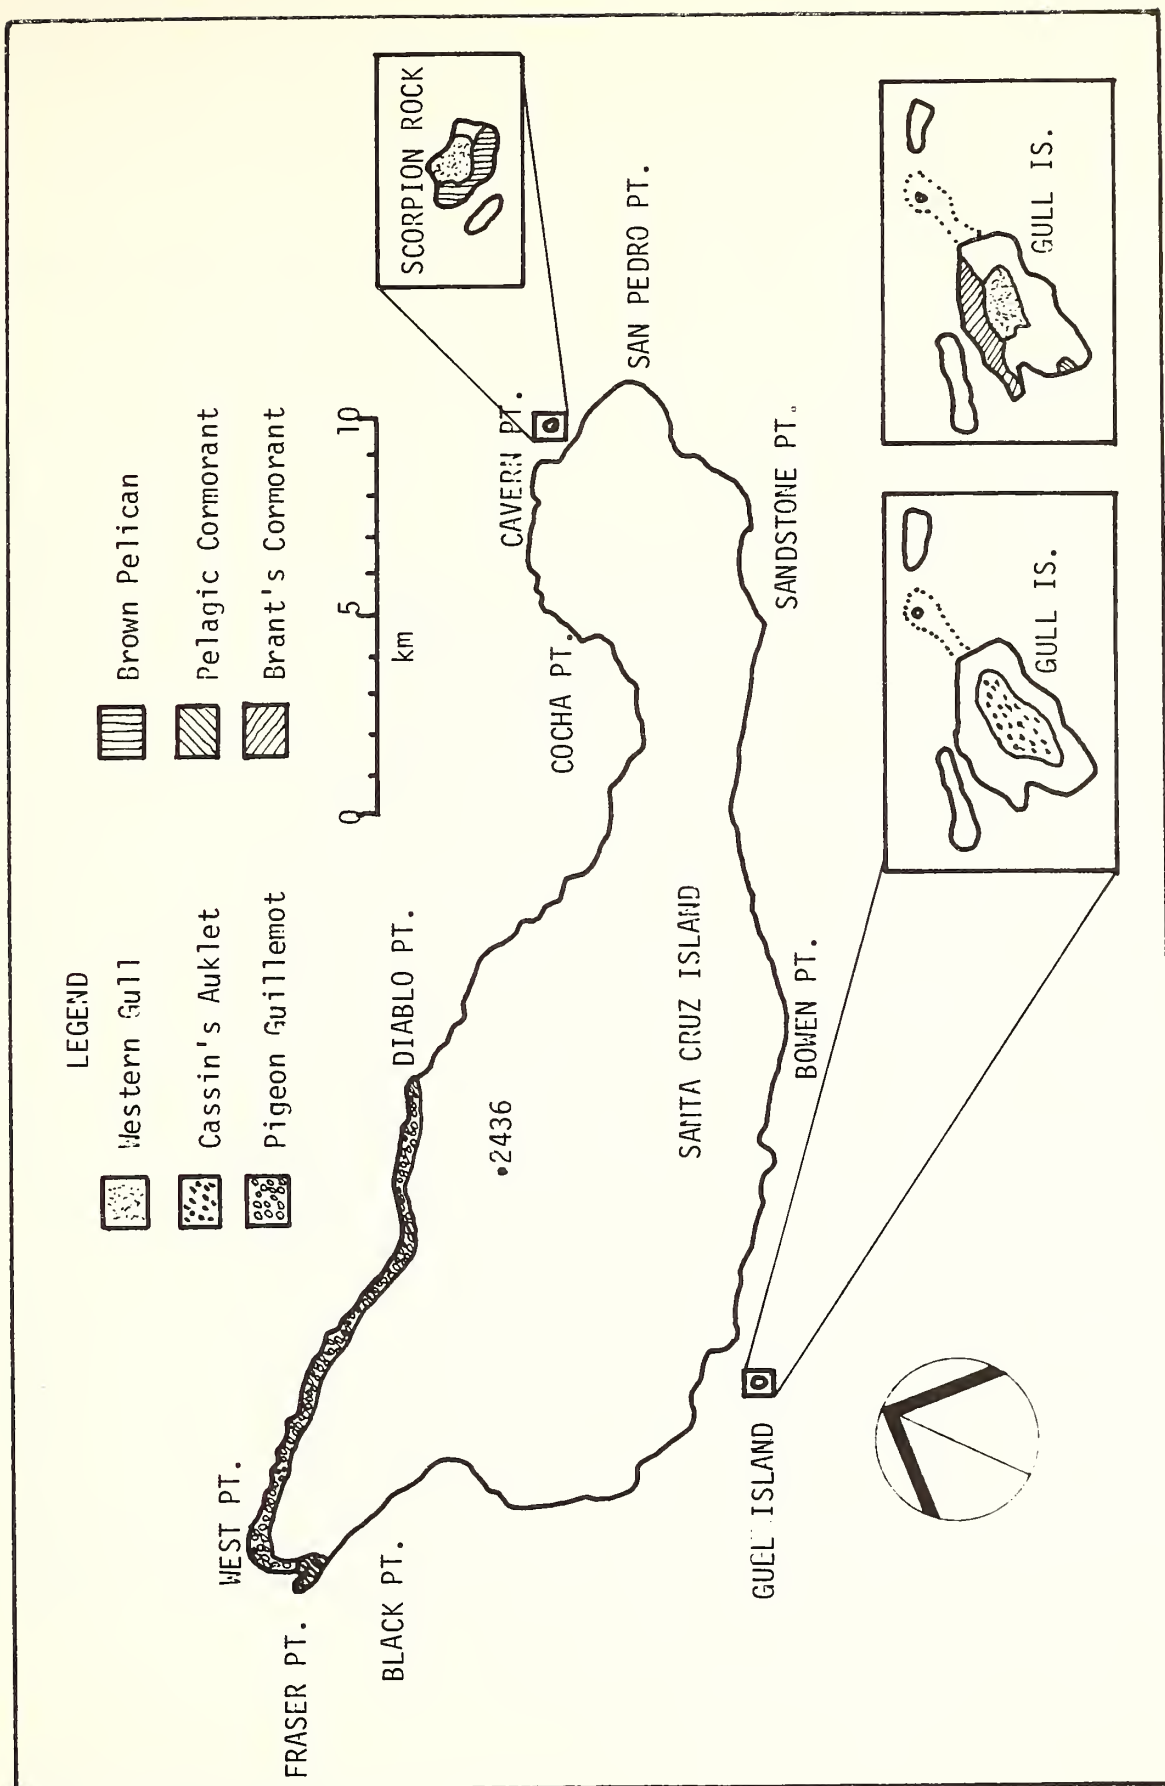 LEGEND
Western Gull
Cassin's Auklet
Pigeon Guillemot
Brown Pelican
Pelagic Cormorant
Brant's Cormorant
0 5 10
km
SCORPION ROCK
WEST PT.
FRASER PT.
BLACK PT.
DIABLO PT.
COCHA PT.
CAVERN PT.
SAN PEDRO PT.
.2436
SANTA CRUZ ISLAND
SANDSTONE PT.
BOWEN PT.
GULL ISLAND
GULL IS.
GULL IS.